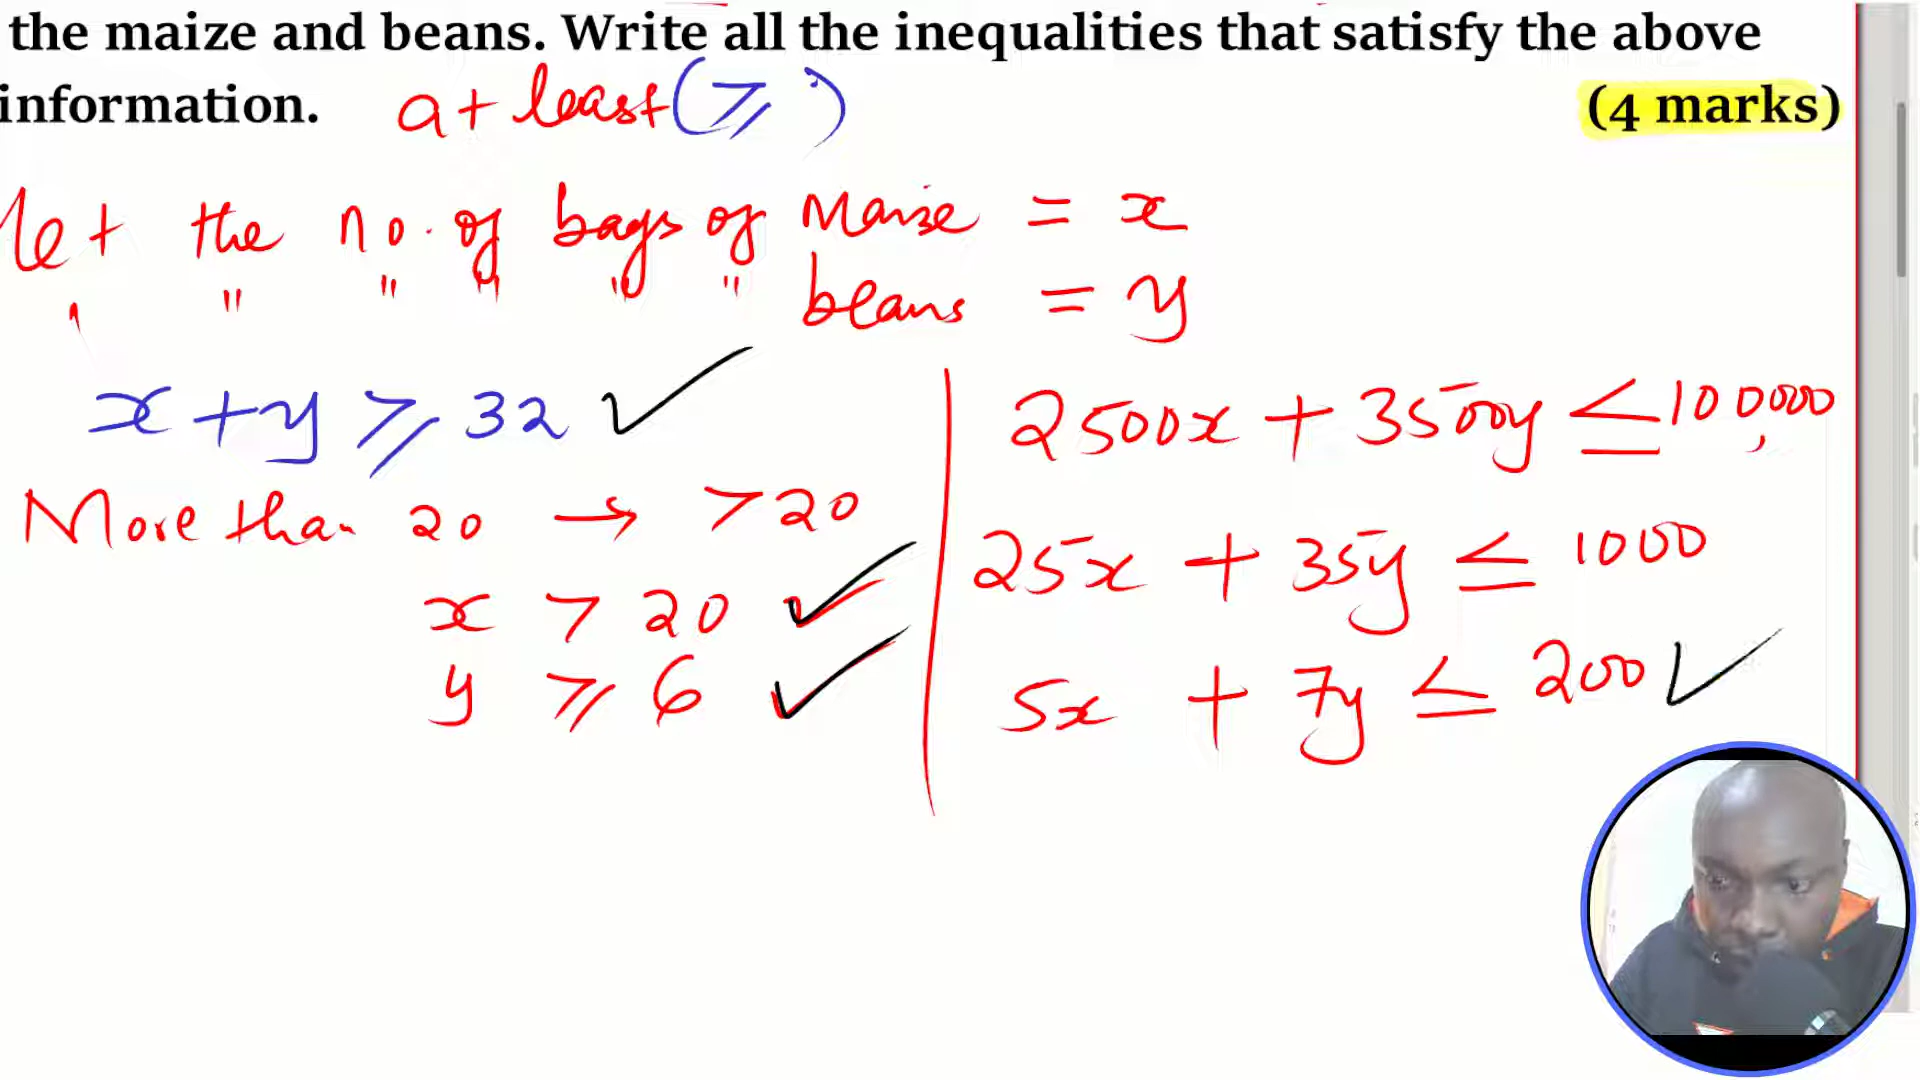 the maize and beans. Write all the inequalities that satisfy the above
information. at least (≥) (4 marks)
let the no. of bags of Maize = x
" " " " " " beans = y
x + y ≥ 32 ✓
More than 20 → > 20
x > 20 ✓
y ≥ 6 ✓
2500x + 3500y ≤ 100,000
25x + 35y ≤ 1000
5x + 7y ≤ 200 ✓